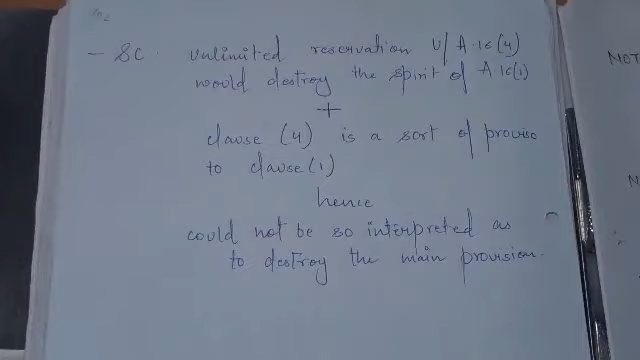 - SC. unlimited reservation U/A.16(4)
would destroy the spirit of A 16(1)
+
clause (4) is a sort of proviso
to clause (1)
hence
could not be so interpreted as
to destroy the main provision.
NOT
N